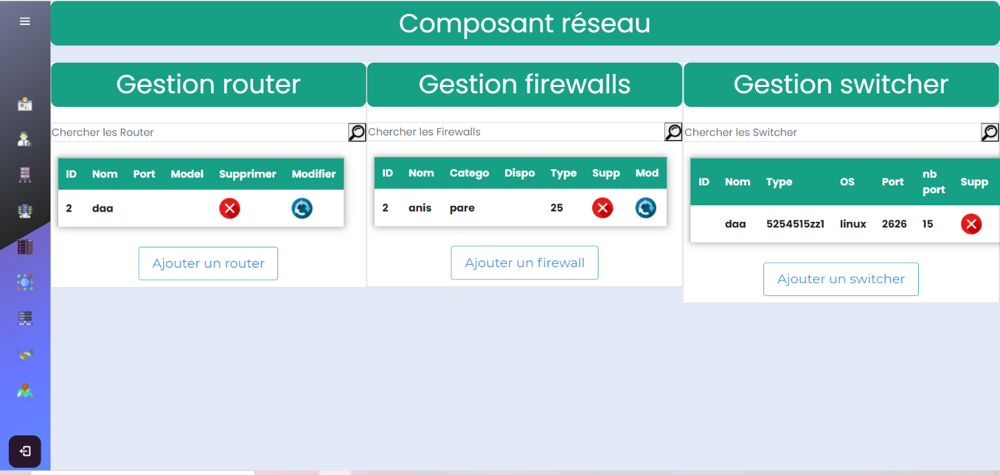 Composant réseau
Gestion router
Chercher les Router
ID Nom Port Model Supprimer Modifier
2 daa
Ajouter un router
Gestion firewalls
Chercher les Firewalls
ID Nom Catego Dispo Type Supp Mod
2 anis pare 25
Ajouter un firewall
Gestion switcher
Chercher les Switcher
ID Nom Type OS Port nb port Supp
daa 5254515zz1 linux 2626 15
Ajouter un switcher